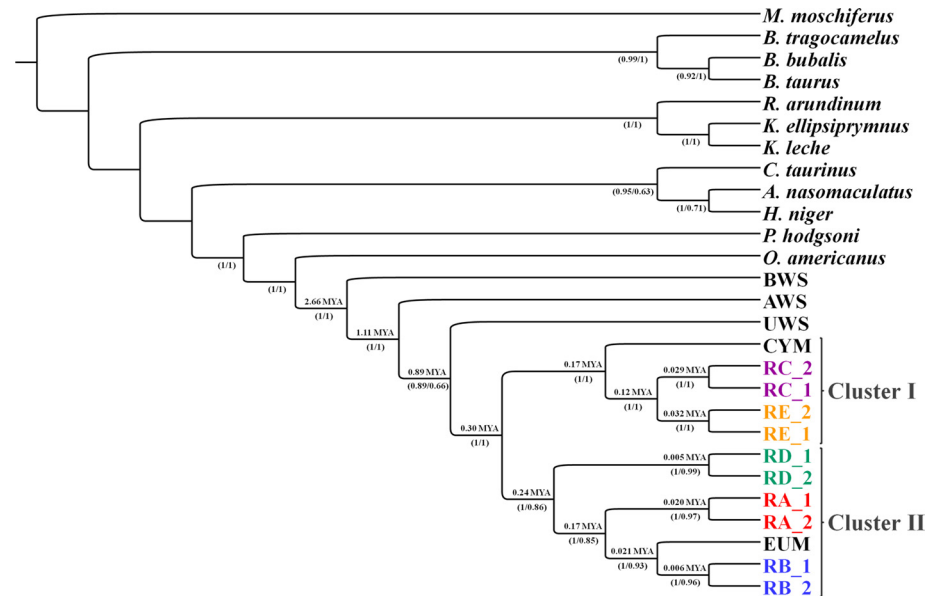 M. moschiferus
B. tragocamelus
(0.99/1)
B. bubalis
(0.92/1)
B. taurus
R. arundinum
(1/1)
K. ellipsiprymnus
(1/1)
K. leche
C. taurinus
(0.95/0.63)
A. nasomaculatus
(1/0.71)
H. niger
P. hodgsoni
(1/1)
O. americanus
(1/1)
BWS
2.66 MYA
(1/1)
AWS
1.11 MYA
(1/1)
UWS
0.89 MYA
(0.89/0.66)
CYM
0.17 MYA
(1/1)
RC_2
0.029 MYA
(1/1)
RC_1
0.12 MYA
(1/1)
Cluster I
RE_2
0.032 MYA
(1/1)
RE_1
0.30 MYA
(1/1)
RD_1
0.005 MYA
(1/0.99)
RD_2
0.24 MYA
(1/0.86)
RA_1
0.020 MYA
(1/0.97)
RA_2
Cluster II
0.17 MYA
(1/0.85)
EUM
0.021 MYA
(1/0.93)
RB_1
0.006 MYA
(1/0.96)
RB_2